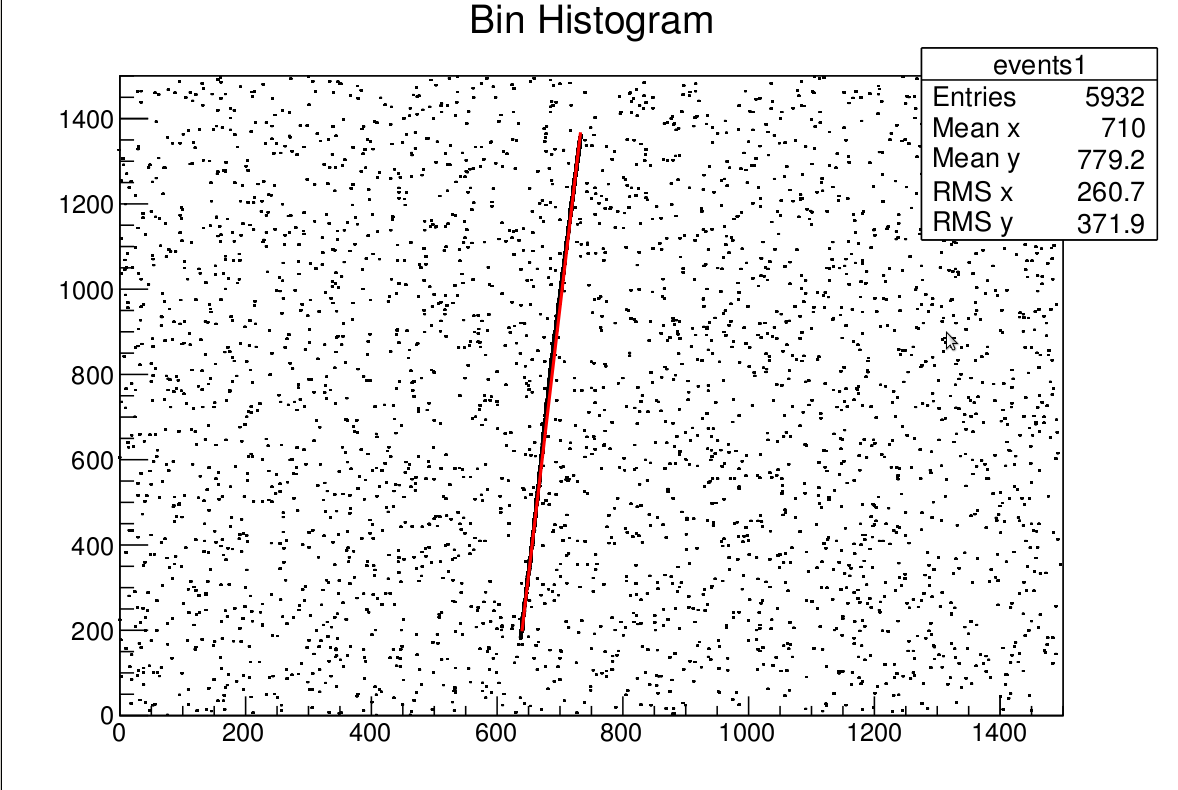 Bin Histogram
events1
Entries 5932
Mean x 710
Mean y 779.2
RMS x 260.7
RMS y 371.9
1400
1200
1000
800
600
400
200
0
0 200 400 600 800 1000 1200 1400